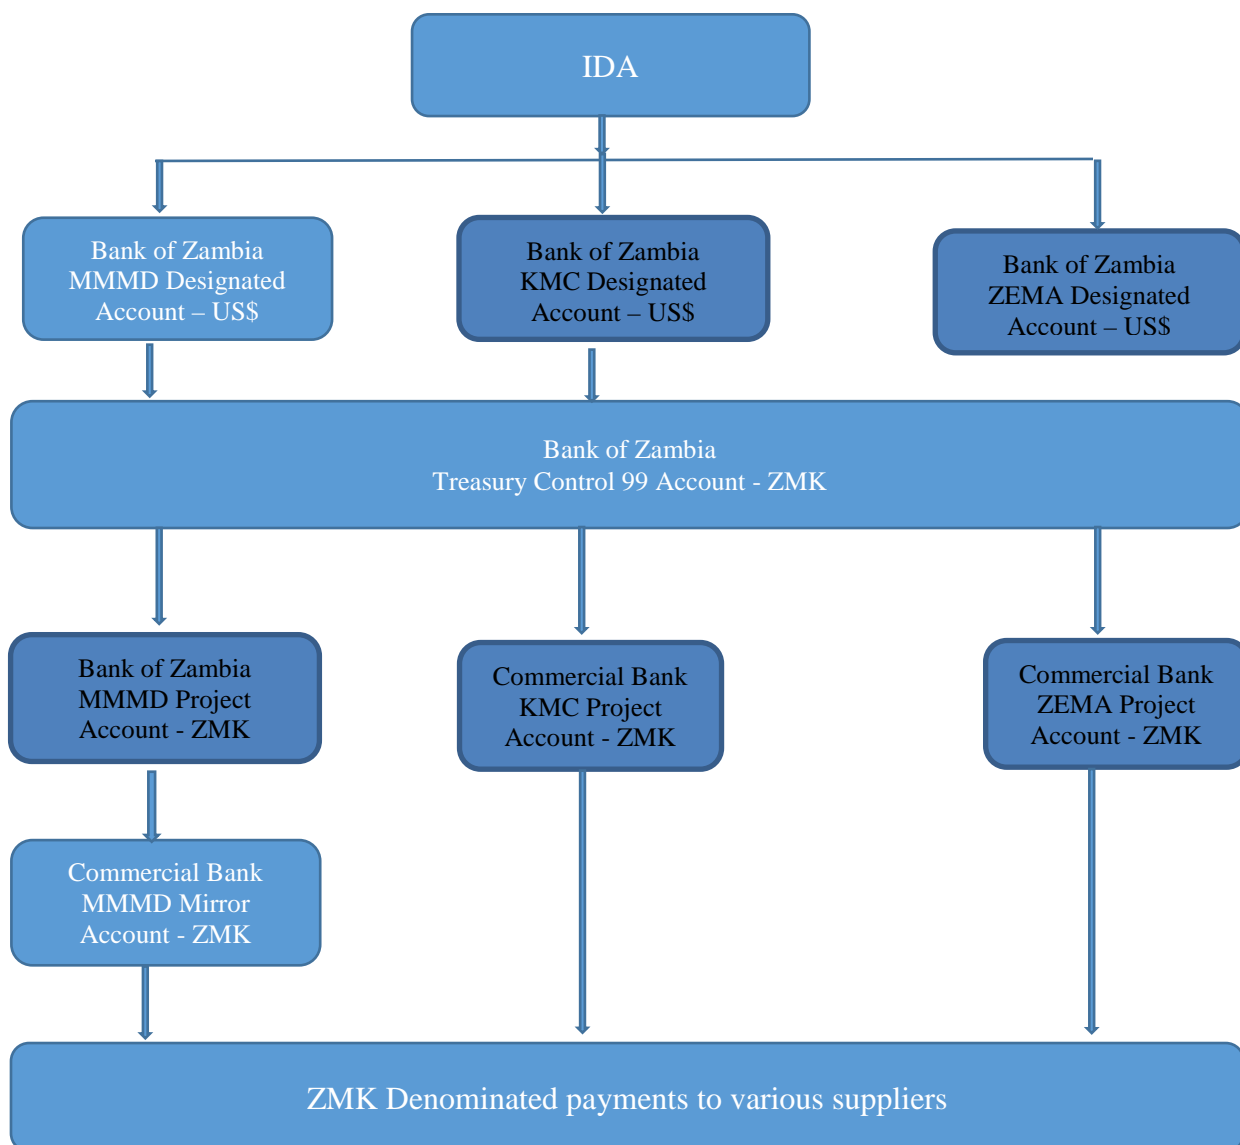 IDA
Bank of Zambia
MMMD Designated
Account – US$
Bank of Zambia
KMC Designated
Account – US$
Bank of Zambia
ZEMA Designated
Account – US$
Bank of Zambia
Treasury Control 99 Account - ZMK
Bank of Zambia
MMMD Project
Account - ZMK
Commercial Bank
KMC Project
Account - ZMK
Commercial Bank
ZEMA Project
Account - ZMK
Commercial Bank
MMMD Mirror
Account - ZMK
ZMK Denominated payments to various suppliers